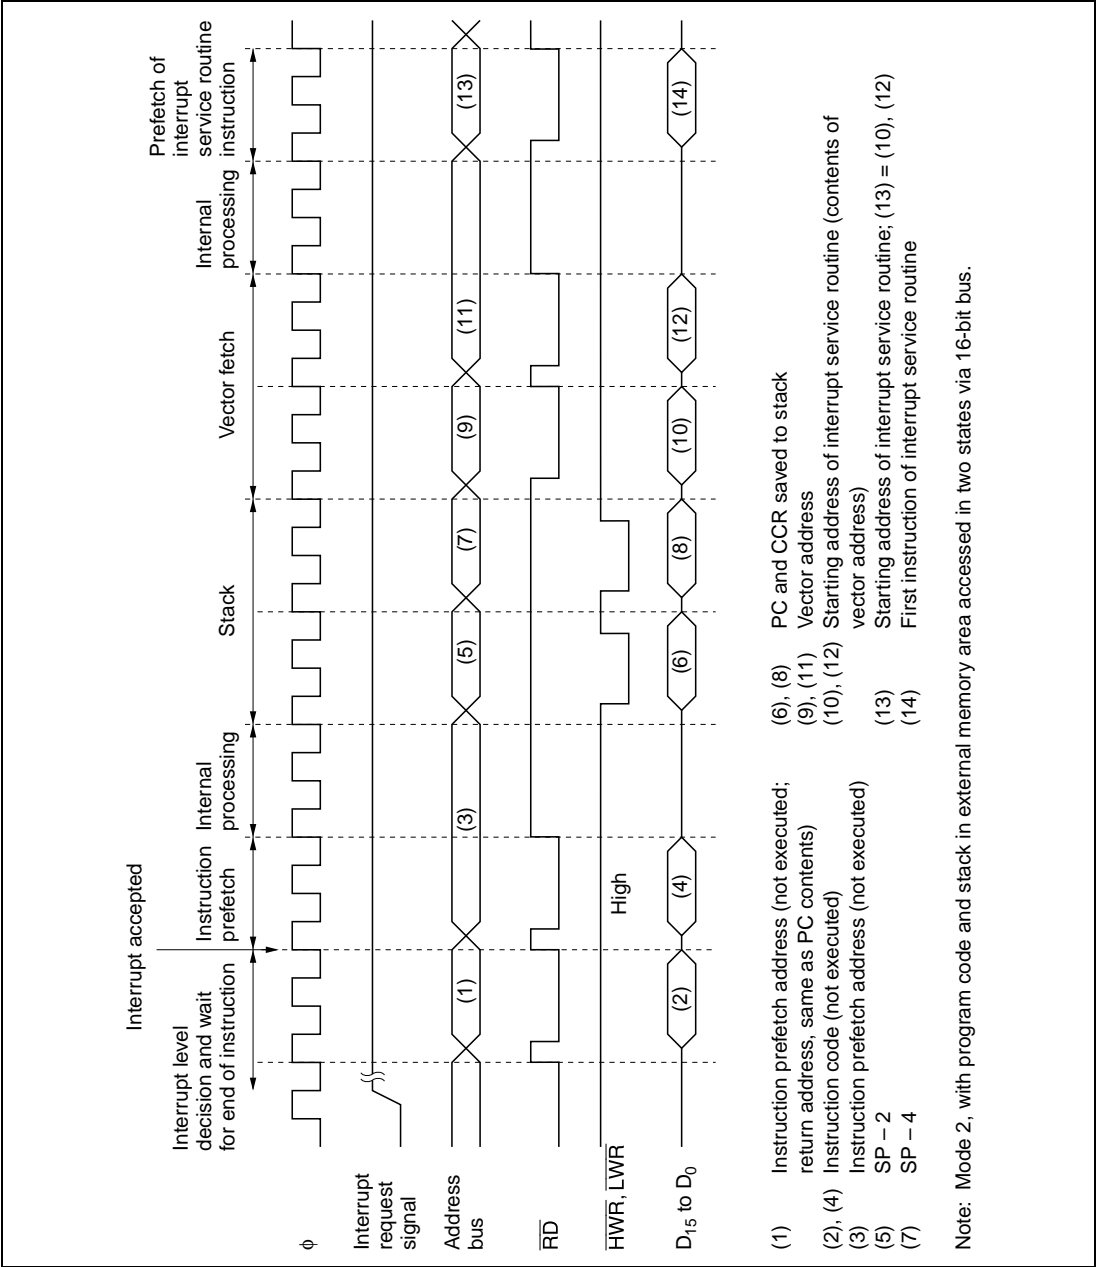 Interrupt accepted
Interrupt level
decision and wait
for end of instruction
Instruction
prefetch
Internal
processing
Stack
Vector fetch
Internal
processing
Prefetch of
interrupt
service routine
instruction
φ
Interrupt
request
signal
Address
bus
(1)
(3)
(5)
(7)
(9)
(11)
(13)
RD
HWR, LWR
High
D15 to D0
(2)
(4)
(6)
(8)
(10)
(12)
(14)
(1) Instruction prefetch address (not executed;
return address, same as PC contents)
(2), (4) Instruction code (not executed)
(3) Instruction prefetch address (not executed)
(5) SP – 2
(7) SP – 4
(6), (8) PC and CCR saved to stack
(9), (11) Vector address
(10), (12) Starting address of interrupt service routine (contents of
vector address)
(13) Starting address of interrupt service routine; (13) = (10), (12)
(14) First instruction of interrupt service routine
Note: Mode 2, with program code and stack in external memory area accessed in two states via 16-bit bus.